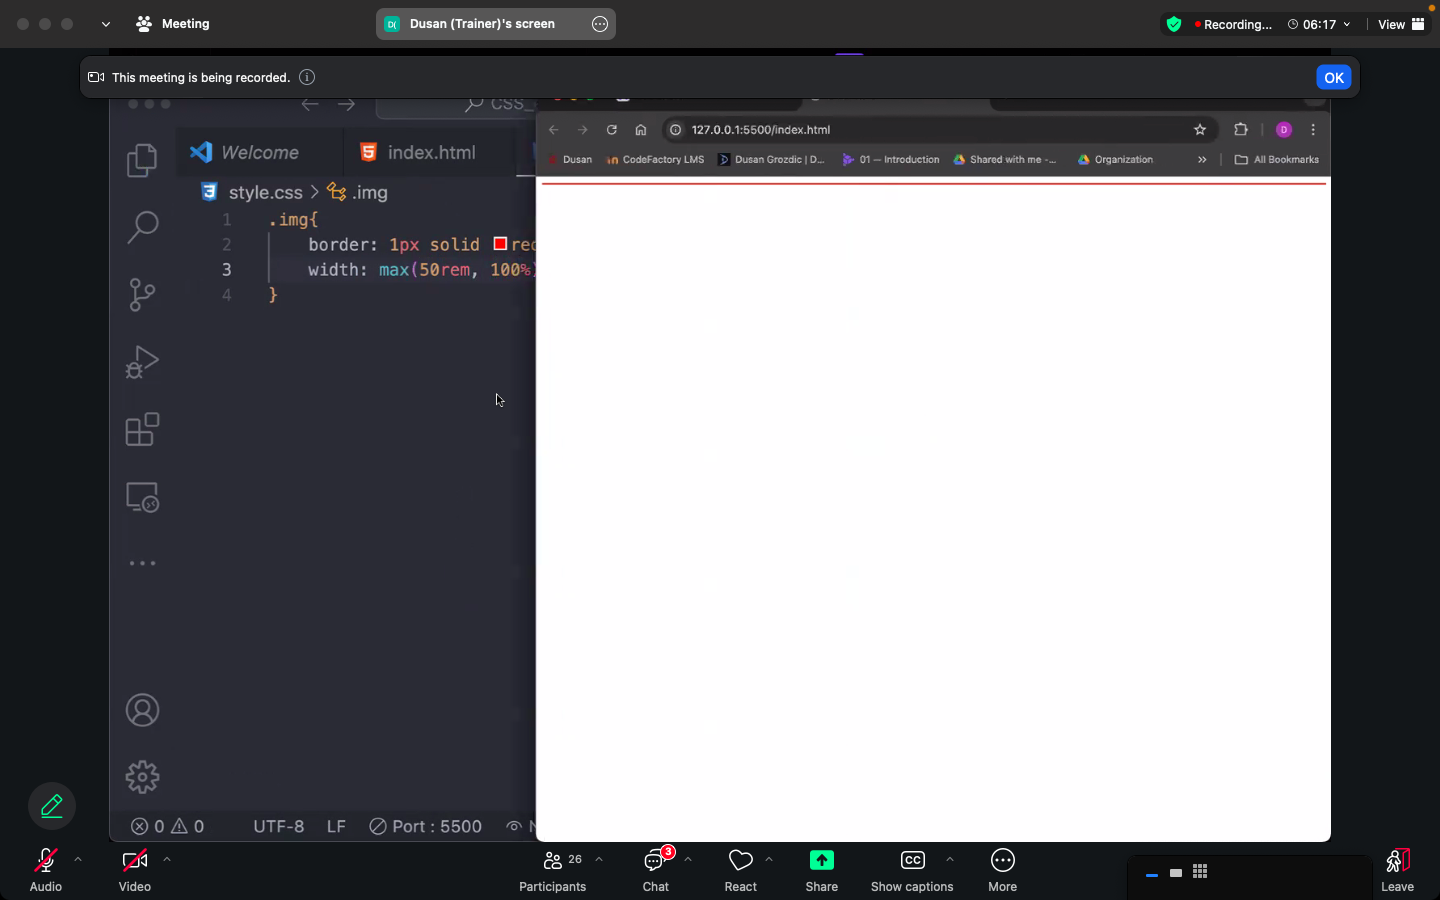 Meeting
D( Dusan (Trainer)'s screen
Recording...
06:17
View
This meeting is being recorded.
OK
CSS_
Welcome
index.html
127.0.0.1:5500/index.html
D
Dusan
CodeFactory LMS
Dusan Grozdic | D...
01 — Introduction
Shared with me -...
Organization
»
All Bookmarks
style.css > .img
1 .img{
2 border: 1px solid red
3 width: max(50rem, 100%)
4 }
0 0
UTF-8
LF
Port : 5500
Audio
Video
26
Participants
3
Chat
React
Share
CC
Show captions
More
Leave